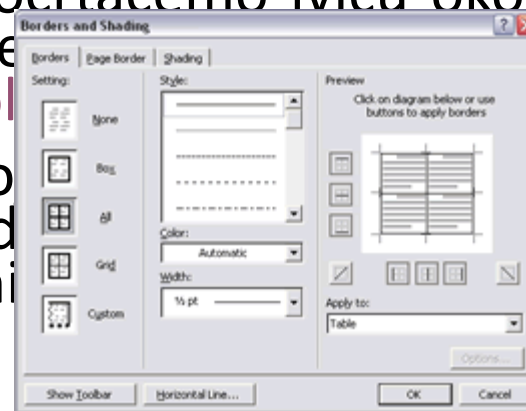 Borders and Shading
Borders Page Border Shading
Setting:
None
Box
All
Grid
Custom
Style:
Color:
Automatic
Width:
½ pt
Preview
Click on diagram below or use
buttons to apply borders
Apply to:
Table
Options...
Show Toolbar Horizontal Line... OK Cancel